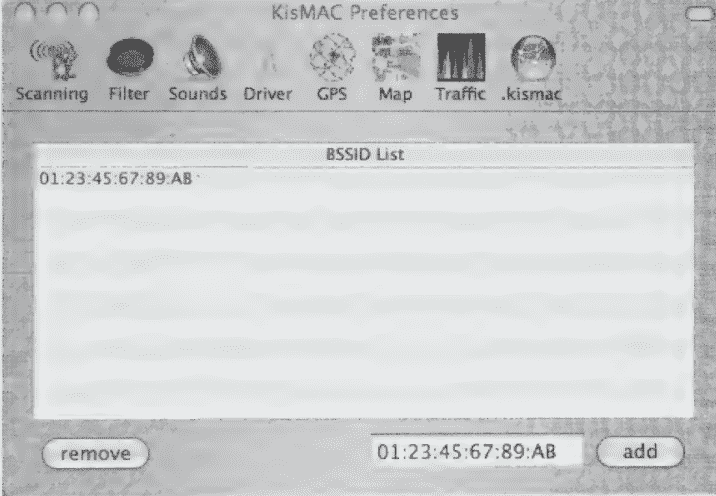 KisMAC Preferences
Scanning Filter Sounds Driver GPS Map Traffic .kismac
BSSID List
01:23:45:67:89:AB
remove 01:23:45:67:89:AB add